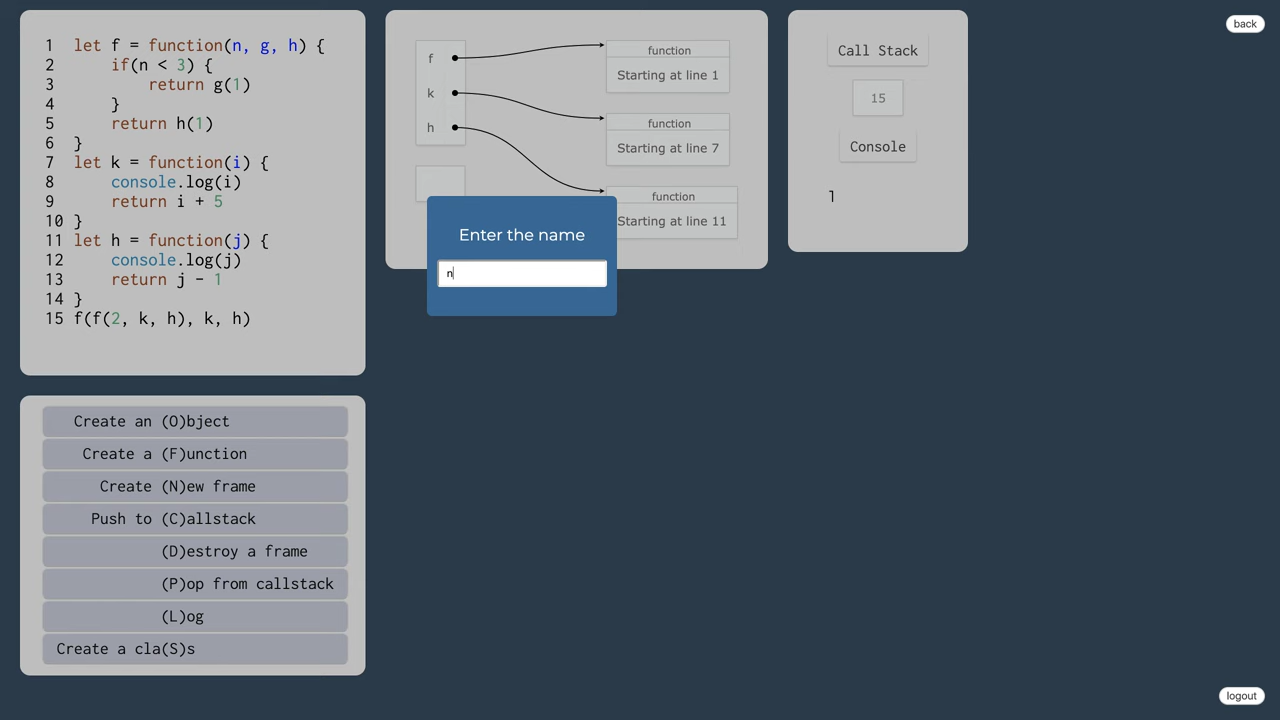 back
1 let f = function(n, g, h) {
2 if(n < 3) {
3 return g(1)
4 }
5 return h(1)
6 }
7 let k = function(i) {
8 console.log(i)
9 return i + 5
10 }
11 let h = function(j) {
12 console.log(j)
13 return j - 1
14 }
15 f(f(2, k, h), k, h)
f
k
h
function
Starting at line 1
function
Starting at line 7
function
Starting at line 11
Enter the name
n
Call Stack
15
Console
1
Create an (O)bject
Create a (F)unction
Create (N)ew frame
Push to (C)allstack
(D)estroy a frame
(P)op from callstack
(L)og
Create a cla(S)s
logout